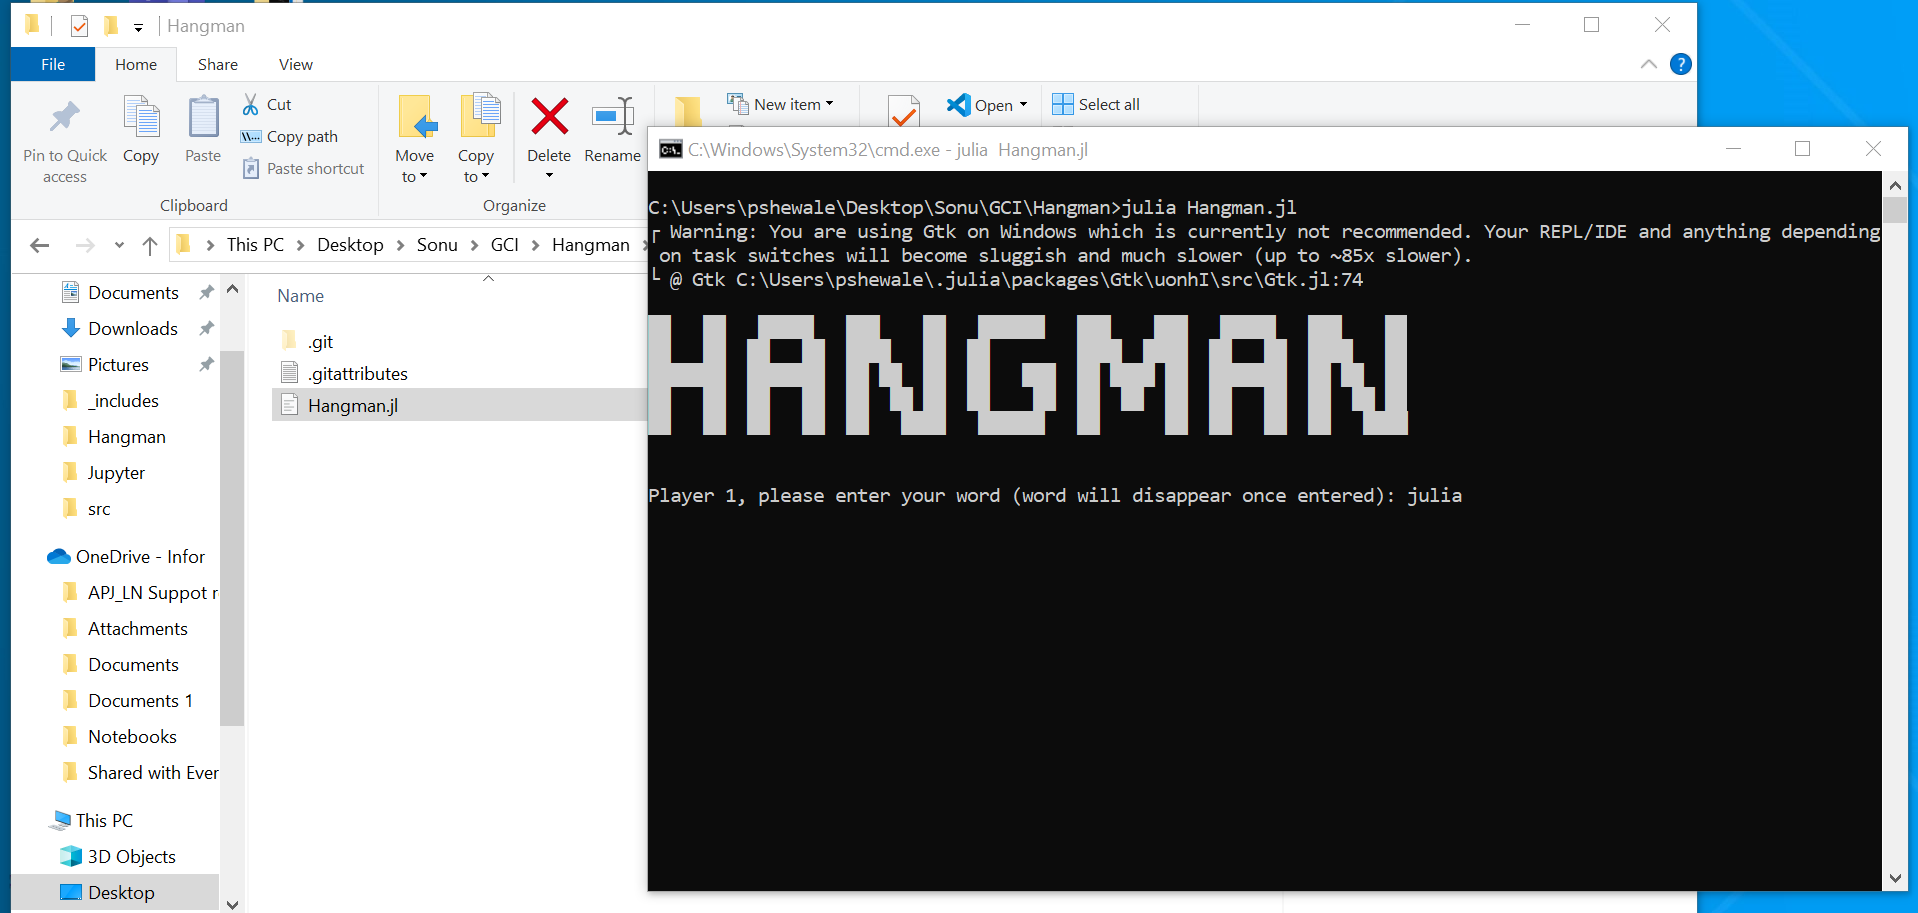 Hangman
File Home Share View
Pin to Quick access
Copy
Paste
Cut
Copy path
Paste shortcut
Clipboard
Move to
Copy to
Delete
Rename
Organize
New item
Open
Select all
This PC > Desktop > Sonu > GCI > Hangman >
Documents
Downloads
Pictures
_includes
Hangman
Jupyter
src
OneDrive - Infor
APJ_LN Suppot r
Attachments
Documents
Documents 1
Notebooks
Shared with Ever
This PC
3D Objects
Desktop
Name
.git
.gitattributes
Hangman.jl
C:\Windows\System32\cmd.exe - julia  Hangman.jl
C:\Users\pshewale\Desktop\Sonu\GCI\Hangman>julia Hangman.jl
┌ Warning: You are using Gtk on Windows which is currently not recommended. Your REPL/IDE and anything depending
on task switches will become sluggish and much slower (up to ~85x slower).
└ @ Gtk C:\Users\pshewale\.julia\packages\Gtk\uonhI\src\Gtk.jl:74
HANGMAN
Player 1, please enter your word (word will disappear once entered): julia